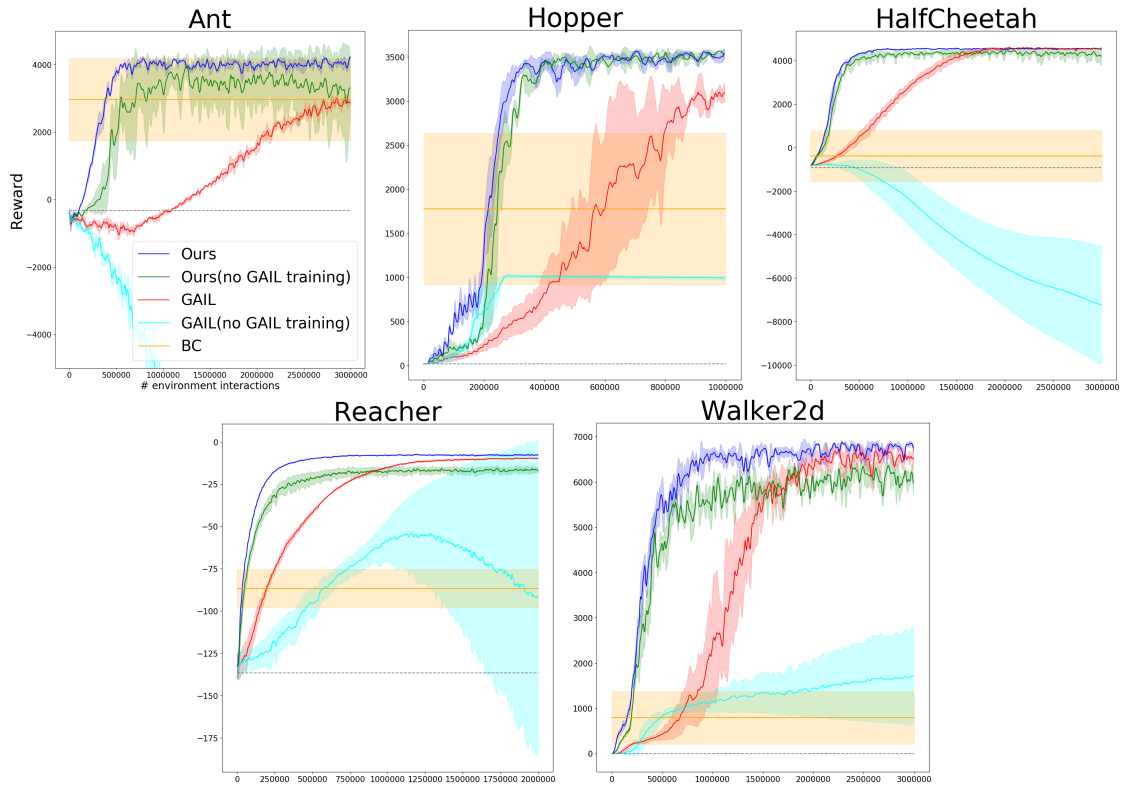 Ant
Reward
4000
2000
0
−2000
−4000
Ours
Ours(no GAIL training)
GAIL
GAIL(no GAIL training)
BC
0 500000 1000000 1500000 2000000 2500000 3000000
# environment interactions
Hopper
3500
3000
2500
2000
1500
1000
500
0
0 200000 400000 600000 800000 1000000
HalfCheetah
4000
2000
0
−2000
−4000
−6000
−8000
−10000
0 500000 1000000 1500000 2000000 2500000 3000000
Reacher
0
−25
−50
−75
−100
−125
−150
−175
0 250000 500000 750000 1000000 1250000 1500000 1750000 2000000
Walker2d
7000
6000
5000
4000
3000
2000
1000
0
0 500000 1000000 1500000 2000000 2500000 3000000